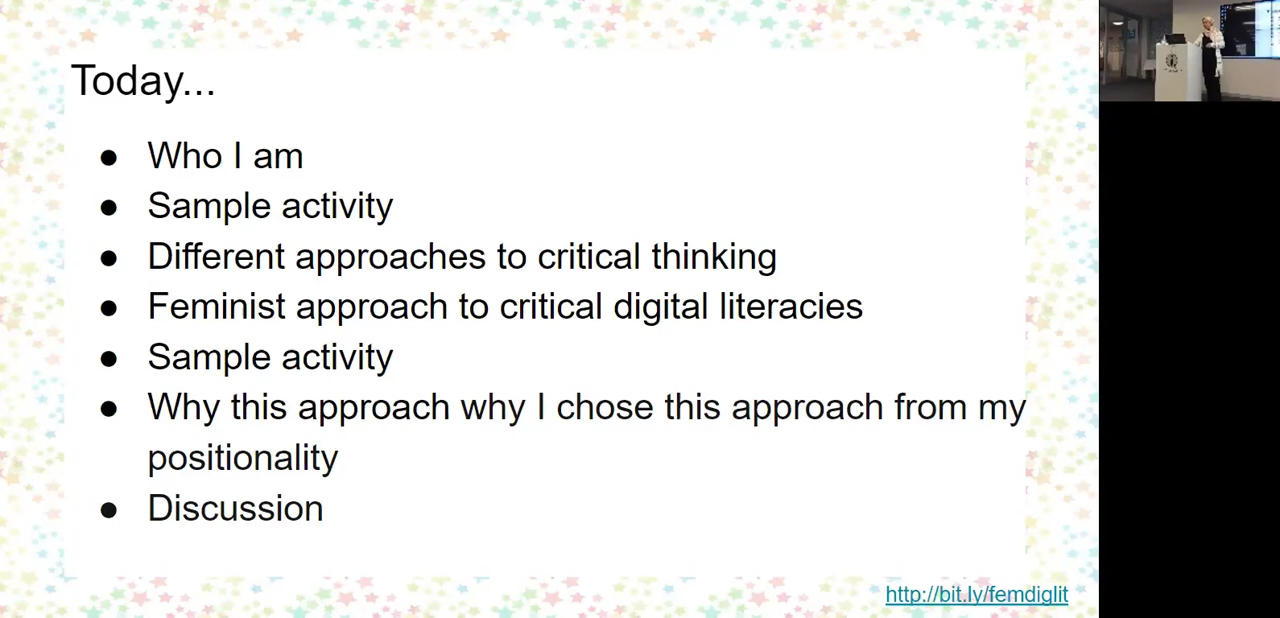 Today...
● Who I am
● Sample activity
● Different approaches to critical thinking
● Feminist approach to critical digital literacies
● Sample activity
● Why this approach why I chose this approach from my
positionality
● Discussion
http://bit.ly/femdiglit